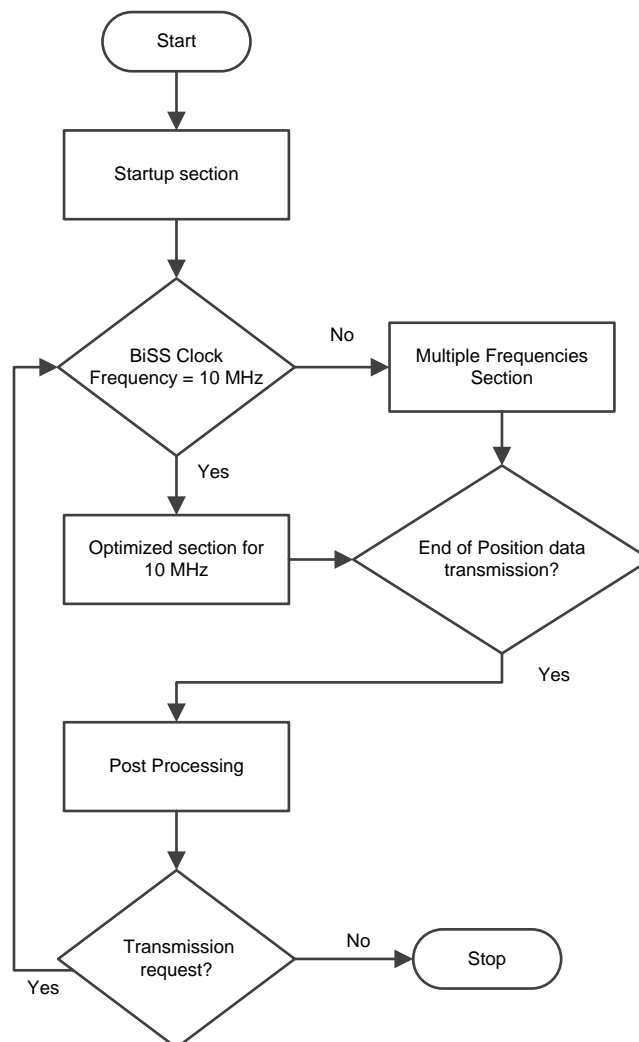 Start
Startup section
BiSS Clock
Frequency = 10 MHz
No
Multiple Frequencies
Section
Yes
Optimized section for
10 MHz
End of Position data
transmission?
Yes
Post Processing
Transmission
request?
No
Stop
Yes